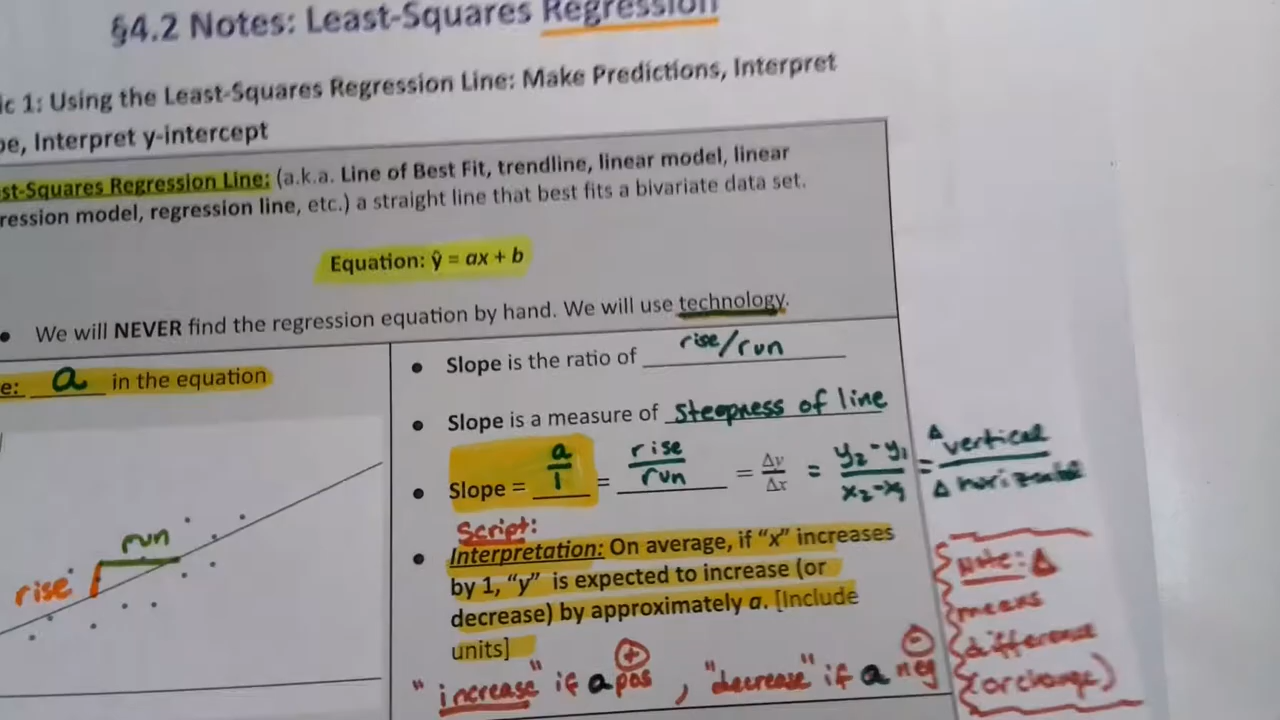 §4.2 Notes: Least-Squares Regression
ic 1: Using the Least-Squares Regression Line: Make Predictions, Interpret
pe, Interpret y-intercept
st-Squares Regression Line: (a.k.a. Line of Best Fit, trendline, linear model, linear
ression model, regression line, etc.) a straight line that best fits a bivariate data set.
Equation: ŷ = ax + b
• We will NEVER find the regression equation by hand. We will use technology.
e: a in the equation
run
rise
• Slope is the ratio of rise/run
• Slope is a measure of steepness of line
• Slope = a/1 = rise/run = Δy/Δx = y₂-y₁/x₂-x₁ = Δ vertical/Δ horizontal
Script:
• Interpretation: On average, if "x" increases
by 1, "y" is expected to increase (or
decrease) by approximately a. [Include
units]
"increase" if a pos +, "decrease" if a neg -
Note: Δ
means
difference
(or change)